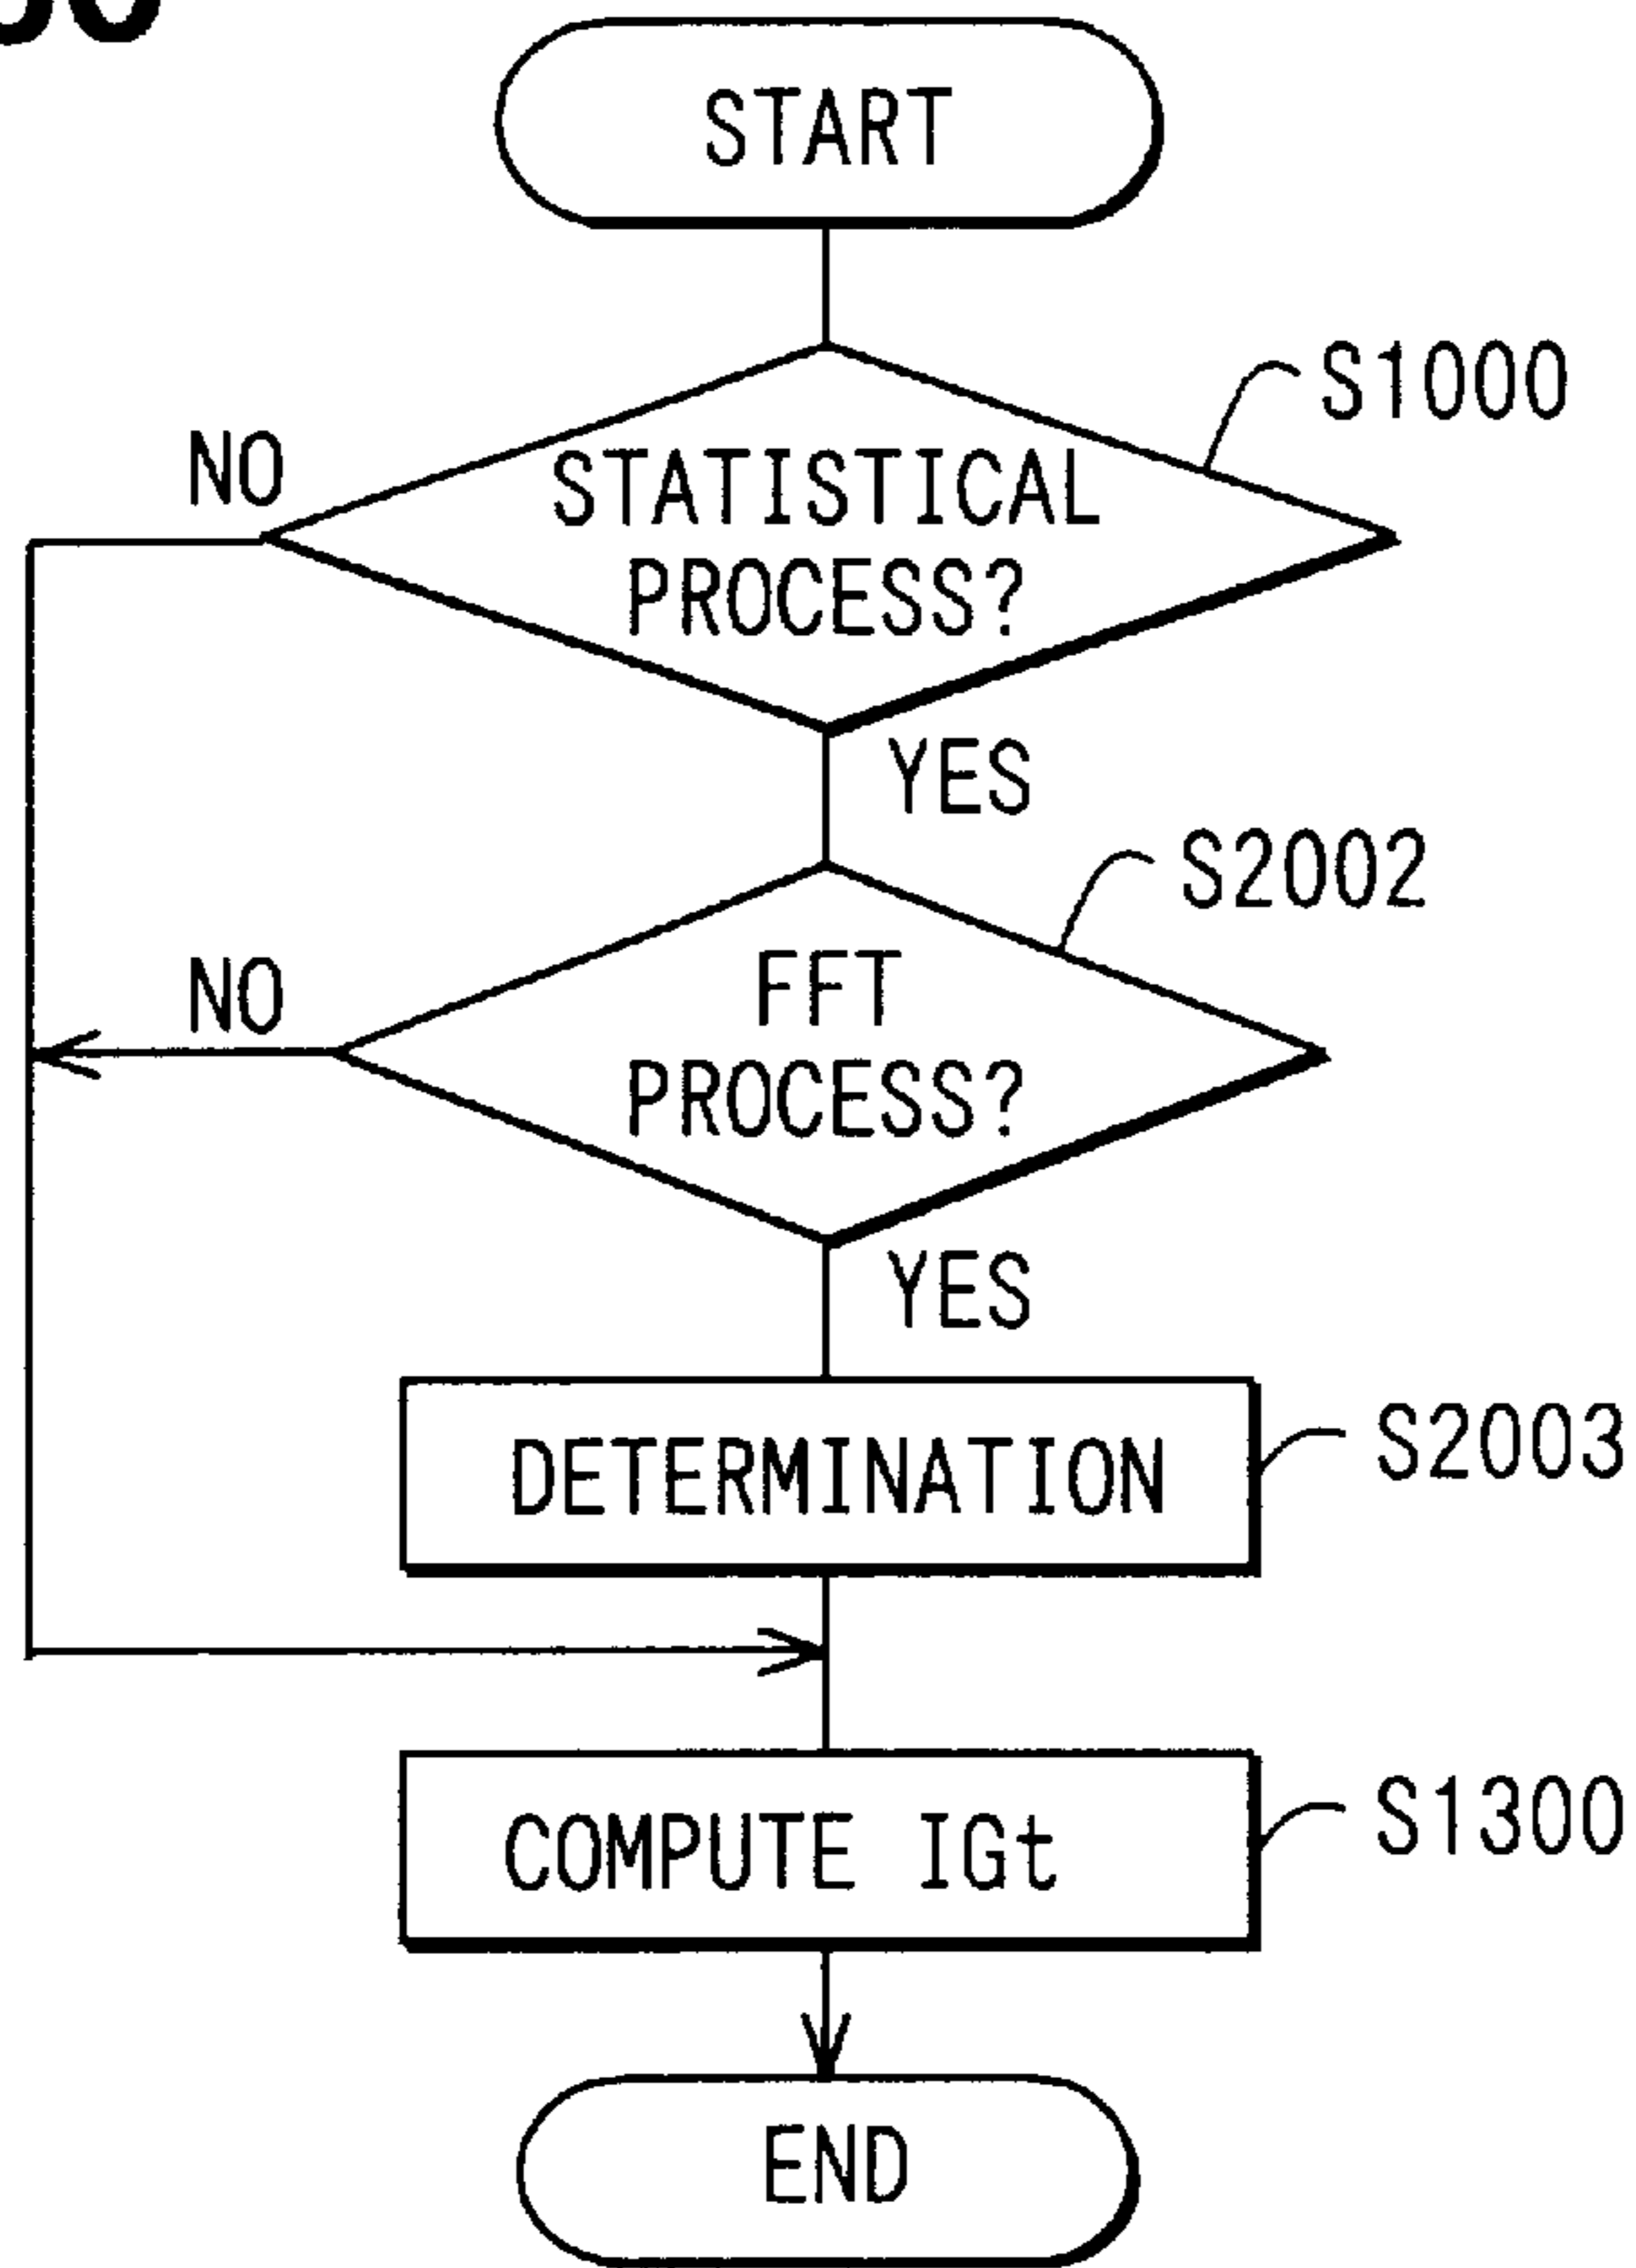 START
S1000
NO
STATISTICAL
PROCESS?
YES
S2002
NO
FFT
PROCESS?
YES
DETERMINATION
S2003
COMPUTE IGt
S1300
END